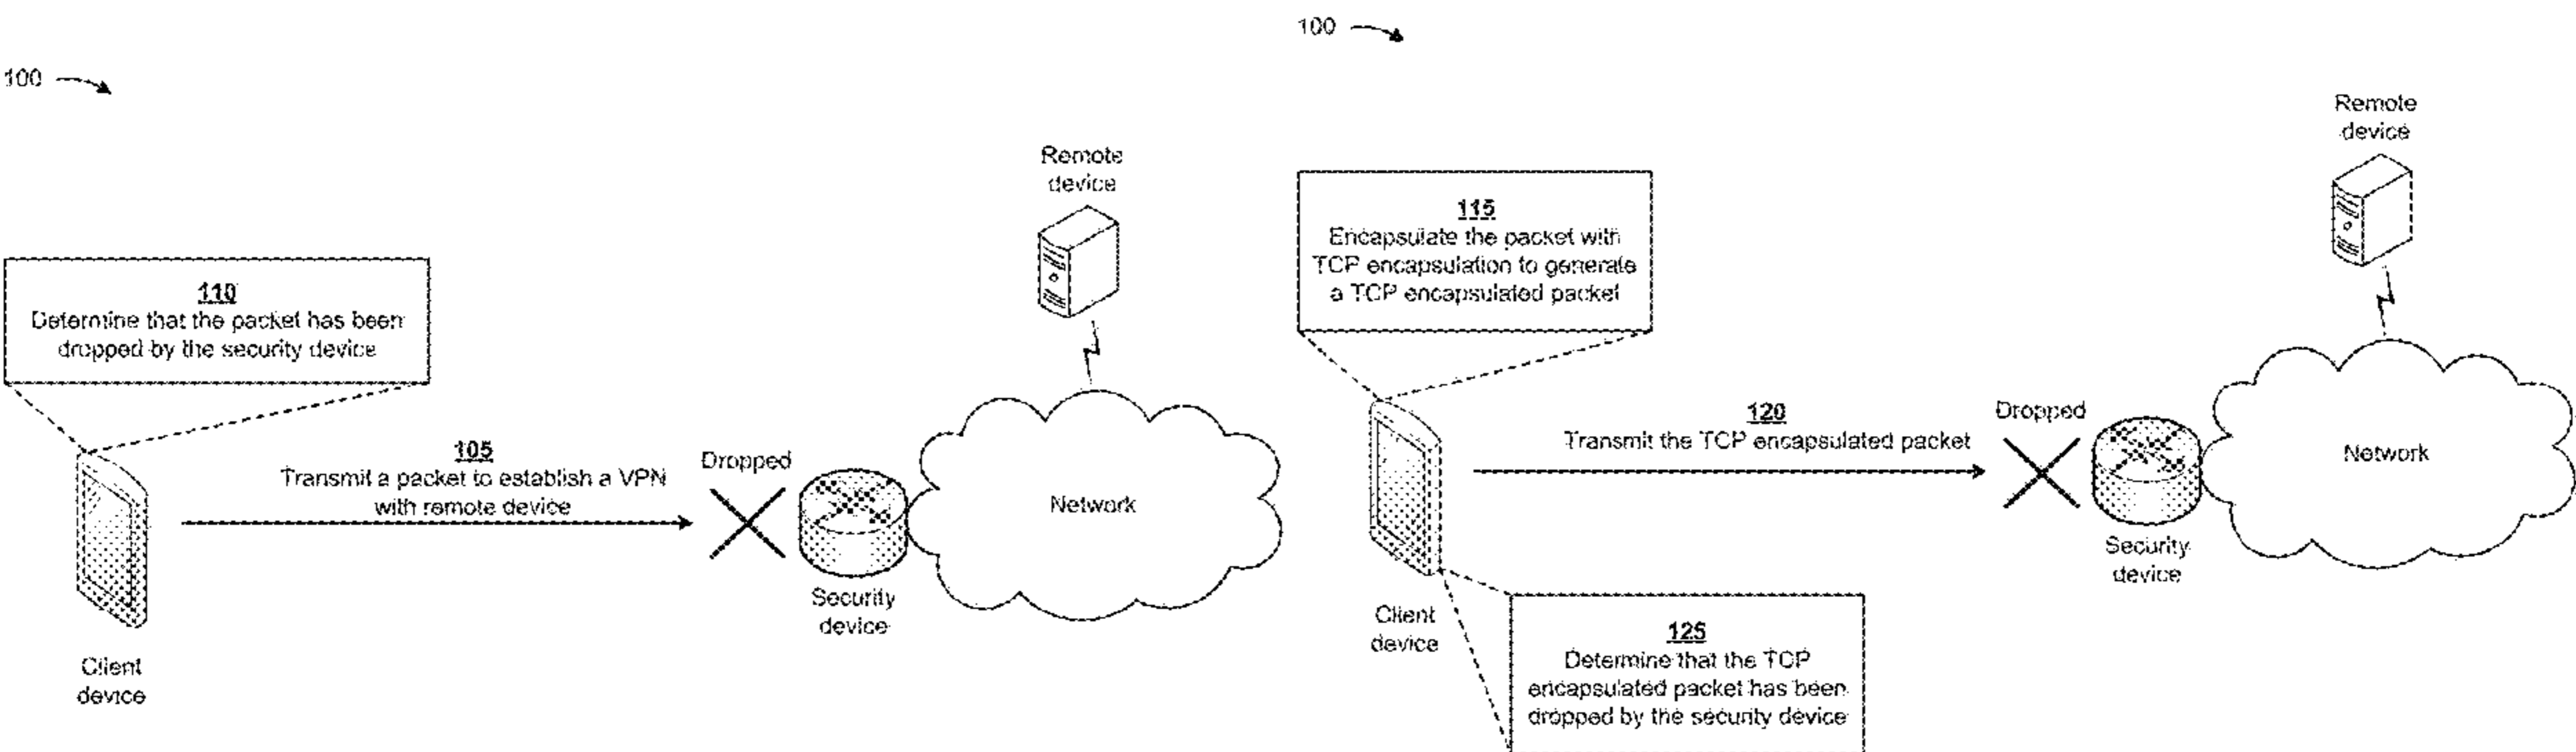 100
Remote
device
110
Determine that the packet has been
dropped by the security device
105
Transmit a packet to establish a VPN
with remote device
Dropped
Network
Security
device
Client
device
100
Remote
device
115
Encapsulate the packet with
TCP encapsulation to generate
a TCP encapsulated packet
120
Transmit the TCP encapsulated packet
Dropped
Network
Security
device
Client
device
125
Determine that the TCP
encapsulated packet has been
dropped by the security device